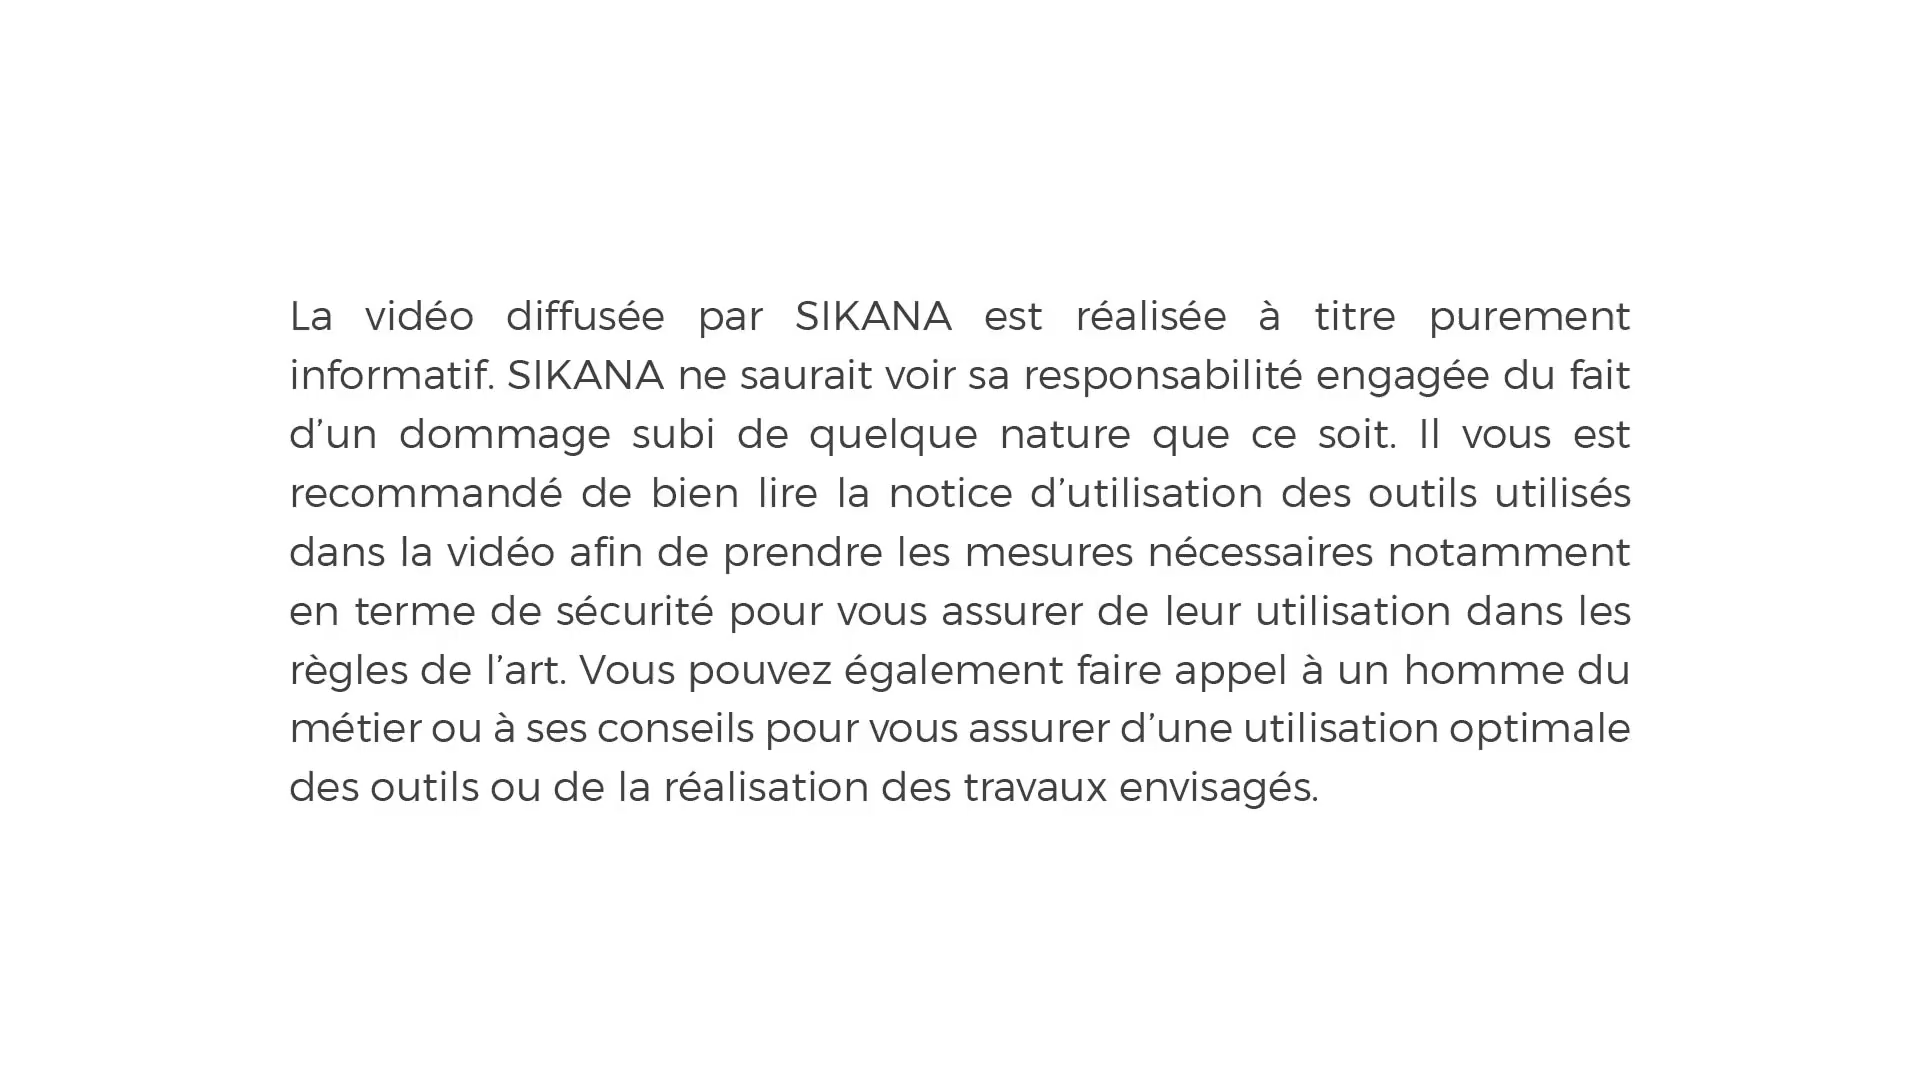 La vidéo diffusée par SIKANA est réalisée à titre purement
informatif. SIKANA ne saurait voir sa responsabilité engagée du fait
d’un dommage subi de quelque nature que ce soit. Il vous est
recommandé de bien lire la notice d’utilisation des outils utilisés
dans la vidéo afin de prendre les mesures nécessaires notamment
en terme de sécurité pour vous assurer de leur utilisation dans les
règles de l’art. Vous pouvez également faire appel à un homme du
métier ou à ses conseils pour vous assurer d’une utilisation optimale
des outils ou de la réalisation des travaux envisagés.